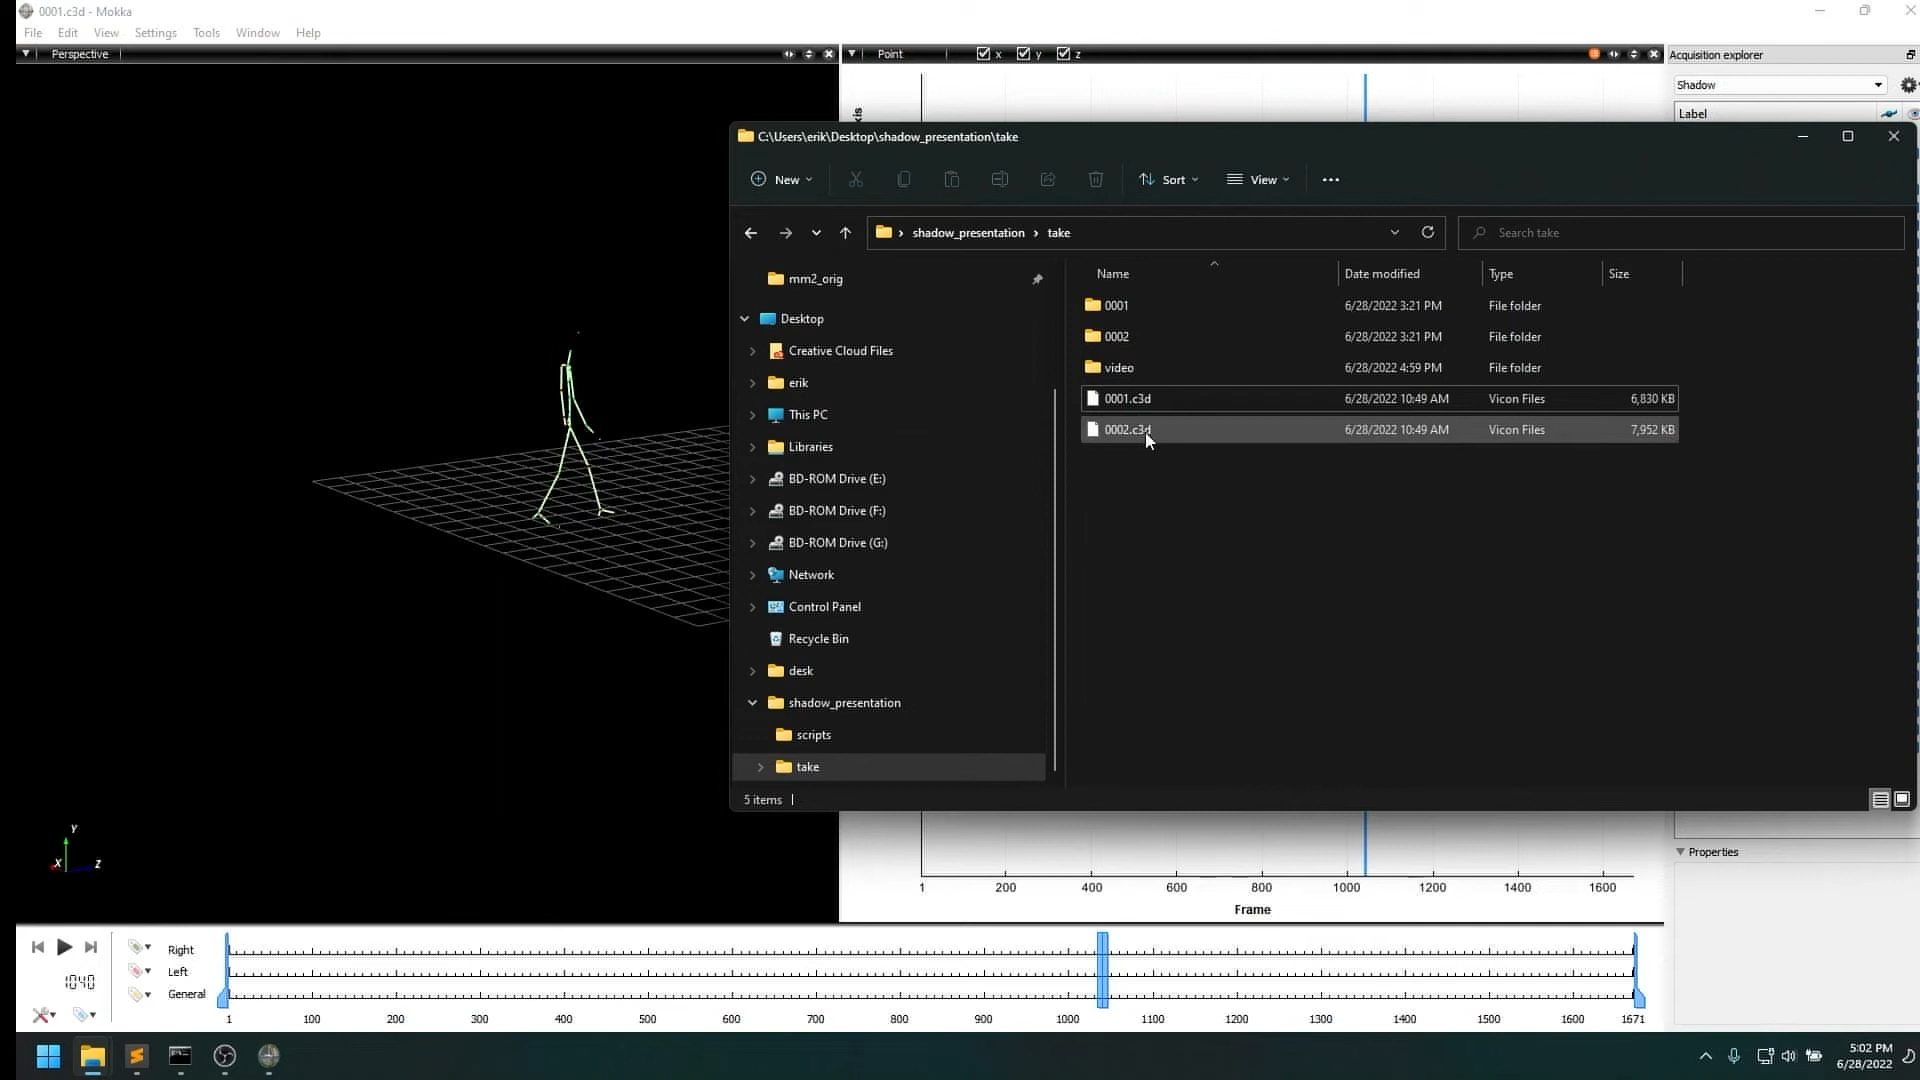 0001.c3d - Mokka
File Edit View Settings Tools Window Help
Perspective
Point x y z
Acquisition explorer
Shadow
Label
C:\Users\erik\Desktop\shadow_presentation\take
New Sort View
shadow_presentation › take
Search take
mm2_orig
Desktop
Creative Cloud Files
erik
This PC
Libraries
BD-ROM Drive (E:)
BD-ROM Drive (F:)
BD-ROM Drive (G:)
Network
Control Panel
Recycle Bin
desk
shadow_presentation
scripts
take
Name Date modified Type Size
0001 6/28/2022 3:21 PM File folder
0002 6/28/2022 3:21 PM File folder
video 6/28/2022 4:59 PM File folder
0001.c3d 6/28/2022 10:49 AM Vicon Files 6,830 KB
0002.c3d 6/28/2022 10:49 AM Vicon Files 7,952 KB
5 items
Y
X
Z
1 200 400 600 800 1000 1200 1400 1600
Frame
Properties
1040
Right
Left
General
1 100 200 300 400 500 600 700 800 900 1000 1100 1200 1300 1400 1500 1600 1671
5:02 PM
6/28/2022